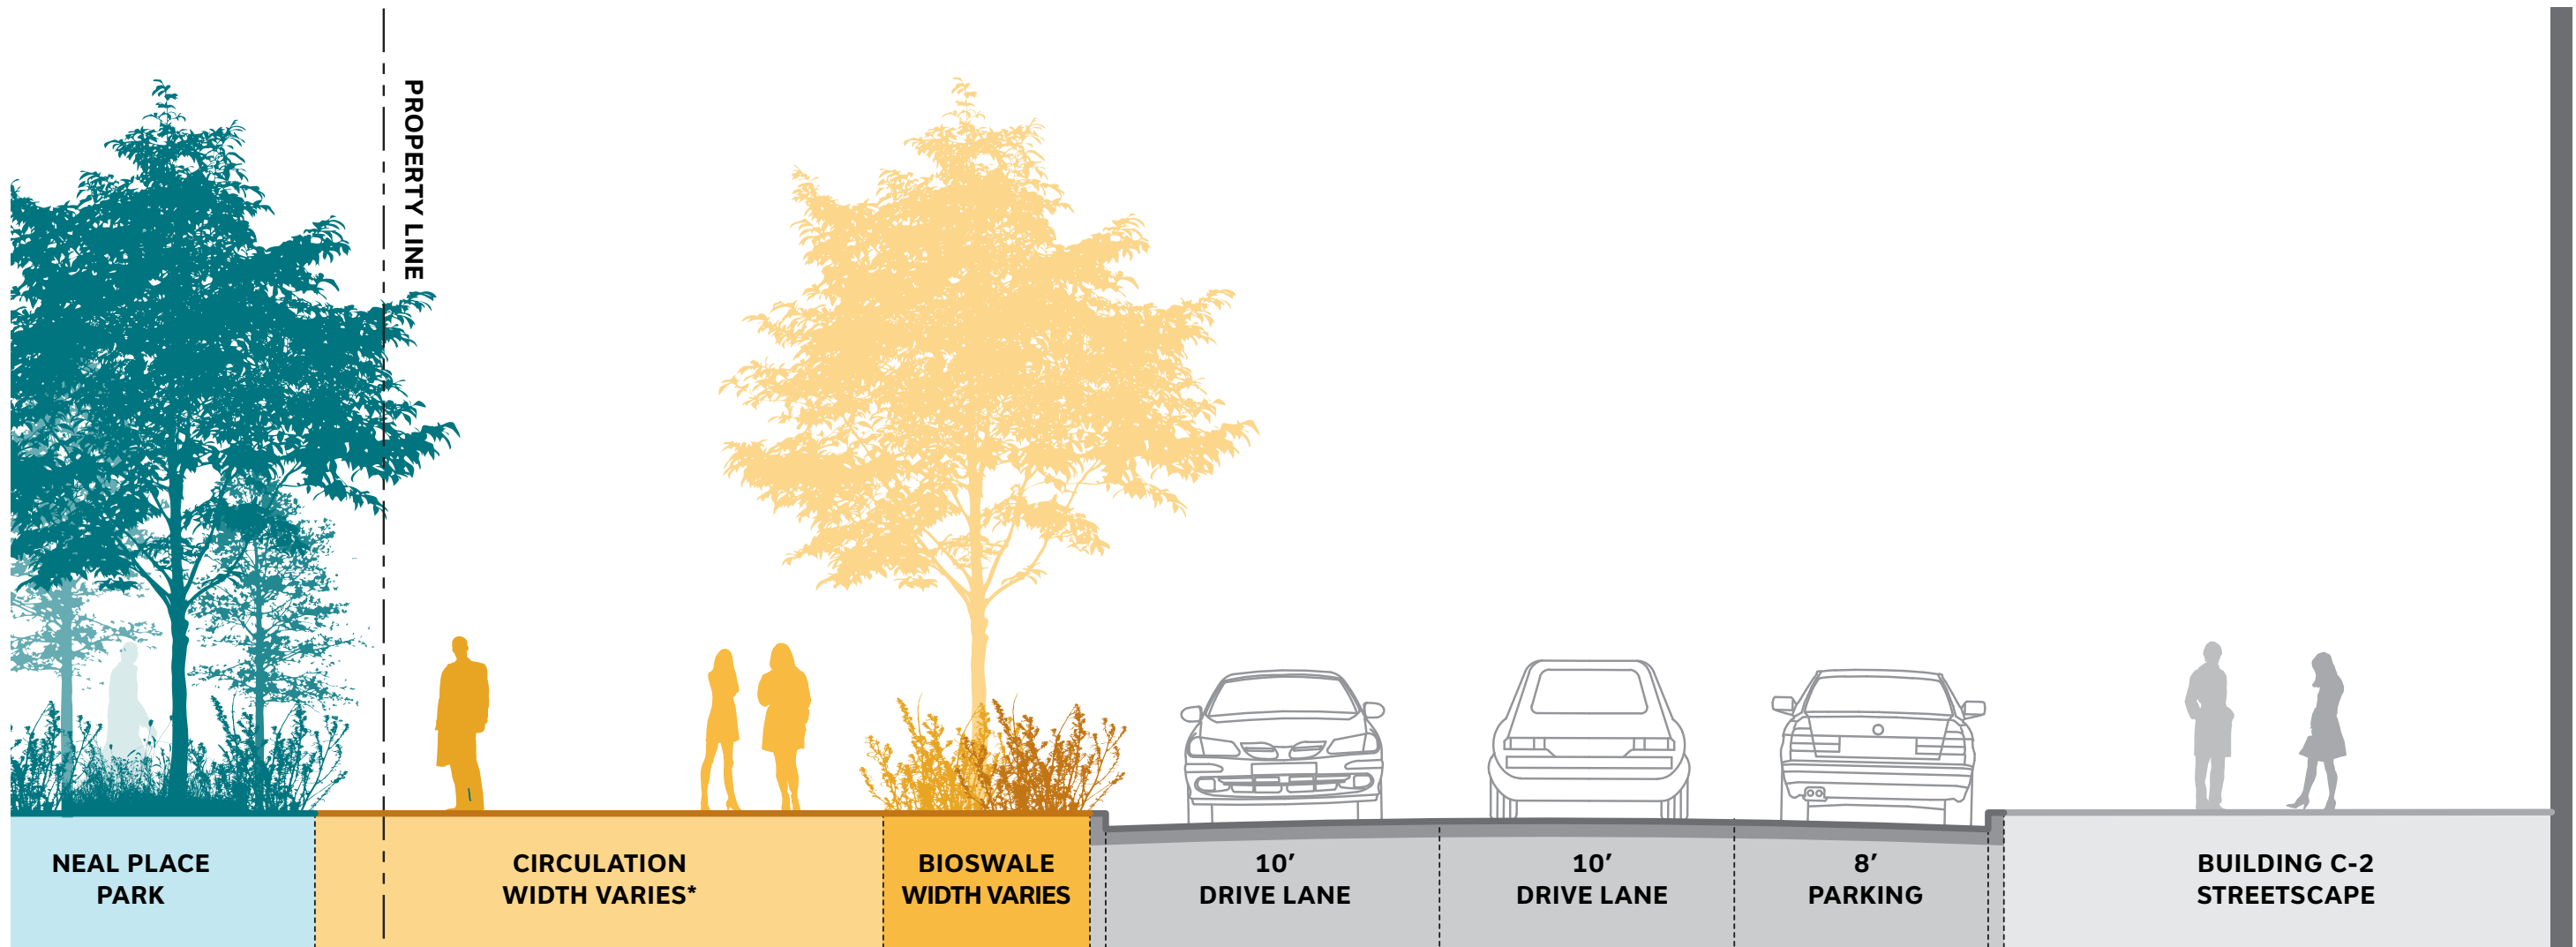 PROPERTY LINE
NEAL PLACE
PARK
CIRCULATION
WIDTH VARIES*
BIOSWALE
WIDTH VARIES
10′
DRIVE LANE
10′
DRIVE LANE
8′
PARKING
BUILDING C-2
STREETSCAPE